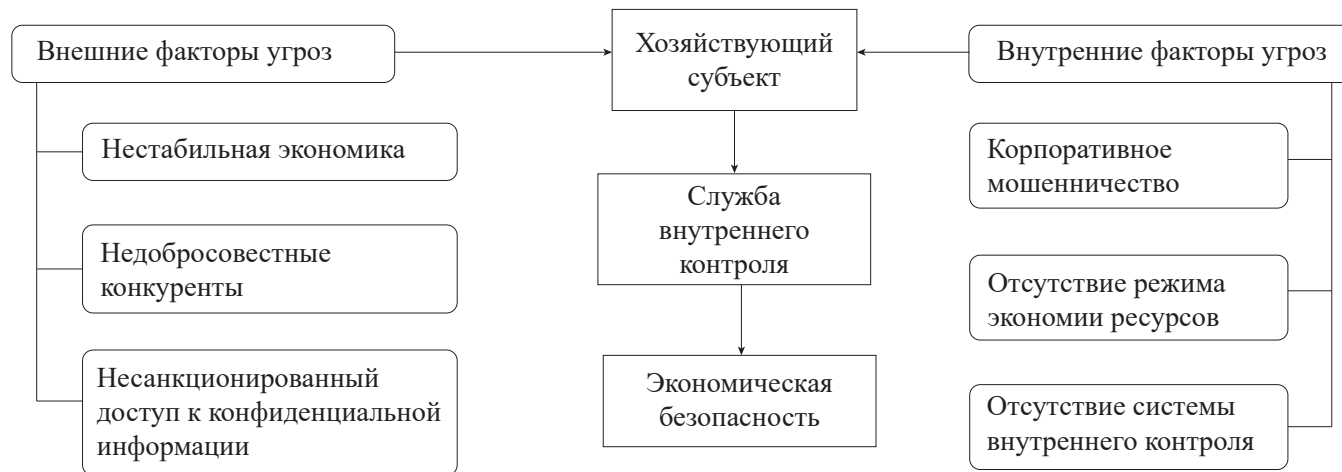 Внешние факторы угроз
Нестабильная экономика
Недобросовестные
конкуренты
Несанкционированный
доступ к конфиденциальной
информации
Хозяйствующий
субъект
Служба
внутреннего
контроля
Экономическая
безопасность
Внутренние факторы угроз
Корпоративное
мошенничество
Отсутствие режима
экономии ресурсов
Отсутствие системы
внутреннего контроля